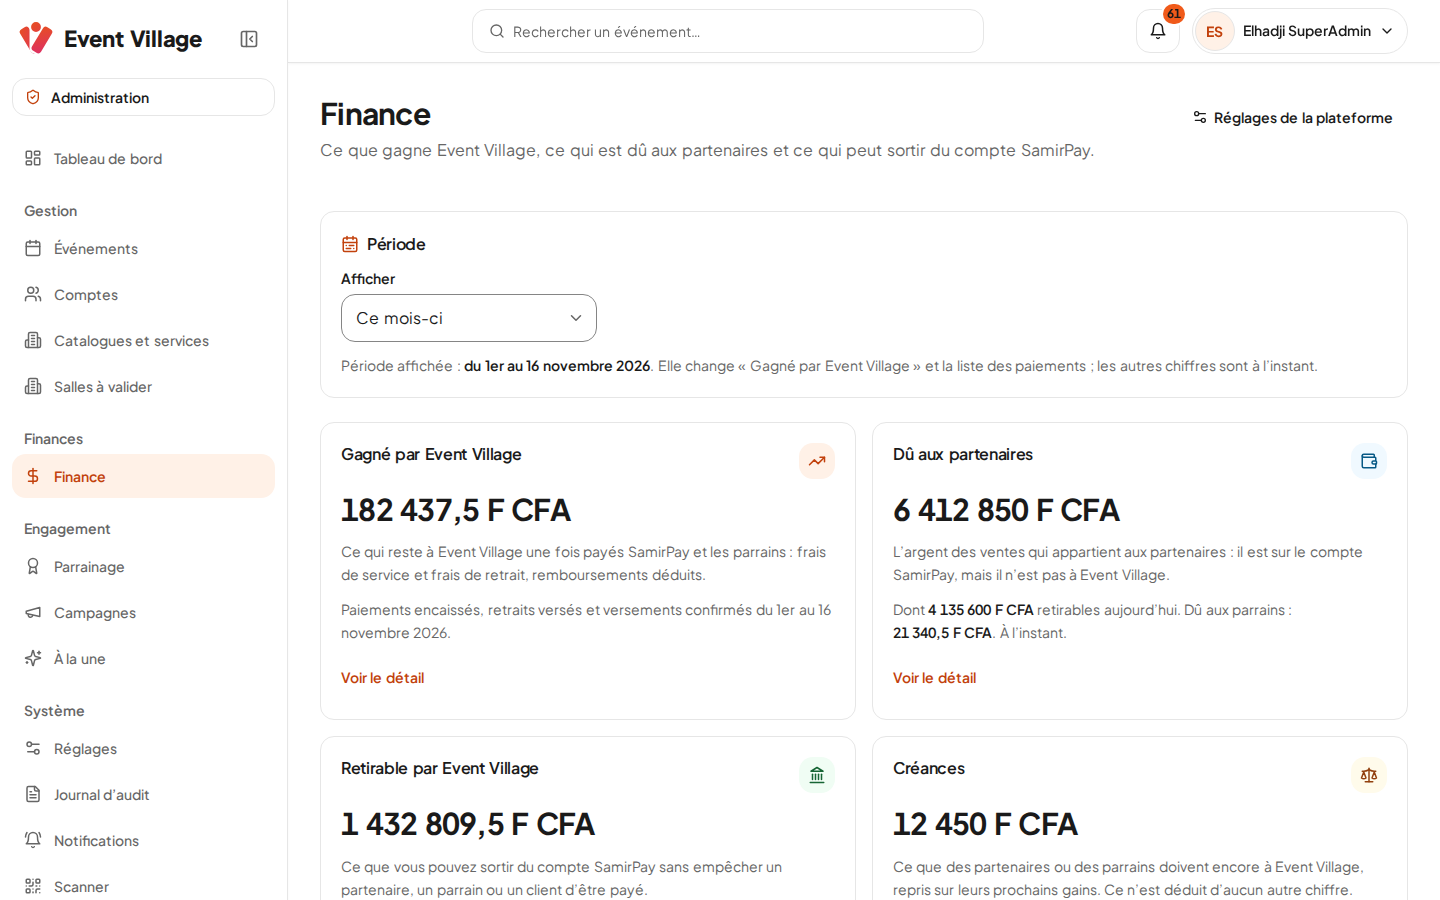 Event Village
Administration
Tableau de bord
Gestion
Événements
Comptes
Catalogues et services
Salles à valider
Finances
Finance
Engagement
Parrainage
Campagnes
À la une
Système
Réglages
Journal d'audit
Notifications
Scanner
Rechercher un événement...
61
ES
Elhadji SuperAdmin
Finance
Réglages de la plateforme
Ce que gagne Event Village, ce qui est dû aux partenaires et ce qui peut sortir du compte SamirPay.
Période
Afficher
Ce mois-ci
Période affichée : du 1er au 16 novembre 2026. Elle change « Gagné par Event Village » et la liste des paiements ; les autres chiffres sont à l'instant.
Gagné par Event Village
182 437,5 F CFA
Ce qui reste à Event Village une fois payés SamirPay et les parrains : frais
de service et frais de retrait, remboursements déduits.
Paiements encaissés, retraits versés et versements confirmés du 1er au 16
novembre 2026.
Voir le détail
Dû aux partenaires
6 412 850 F CFA
L'argent des ventes qui appartient aux partenaires : il est sur le compte
SamirPay, mais il n'est pas à Event Village.
Dont 4 135 600 F CFA retirables aujourd'hui. Dû aux parrains :
21 340,5 F CFA. À l'instant.
Voir le détail
Retirable par Event Village
1 432 809,5 F CFA
Ce que vous pouvez sortir du compte SamirPay sans empêcher un
partenaire, un parrain ou un client d'être payé.
Créances
12 450 F CFA
Ce que des partenaires ou des parrains doivent encore à Event Village,
repris sur leurs prochains gains. Ce n'est déduit d'aucun autre chiffre.